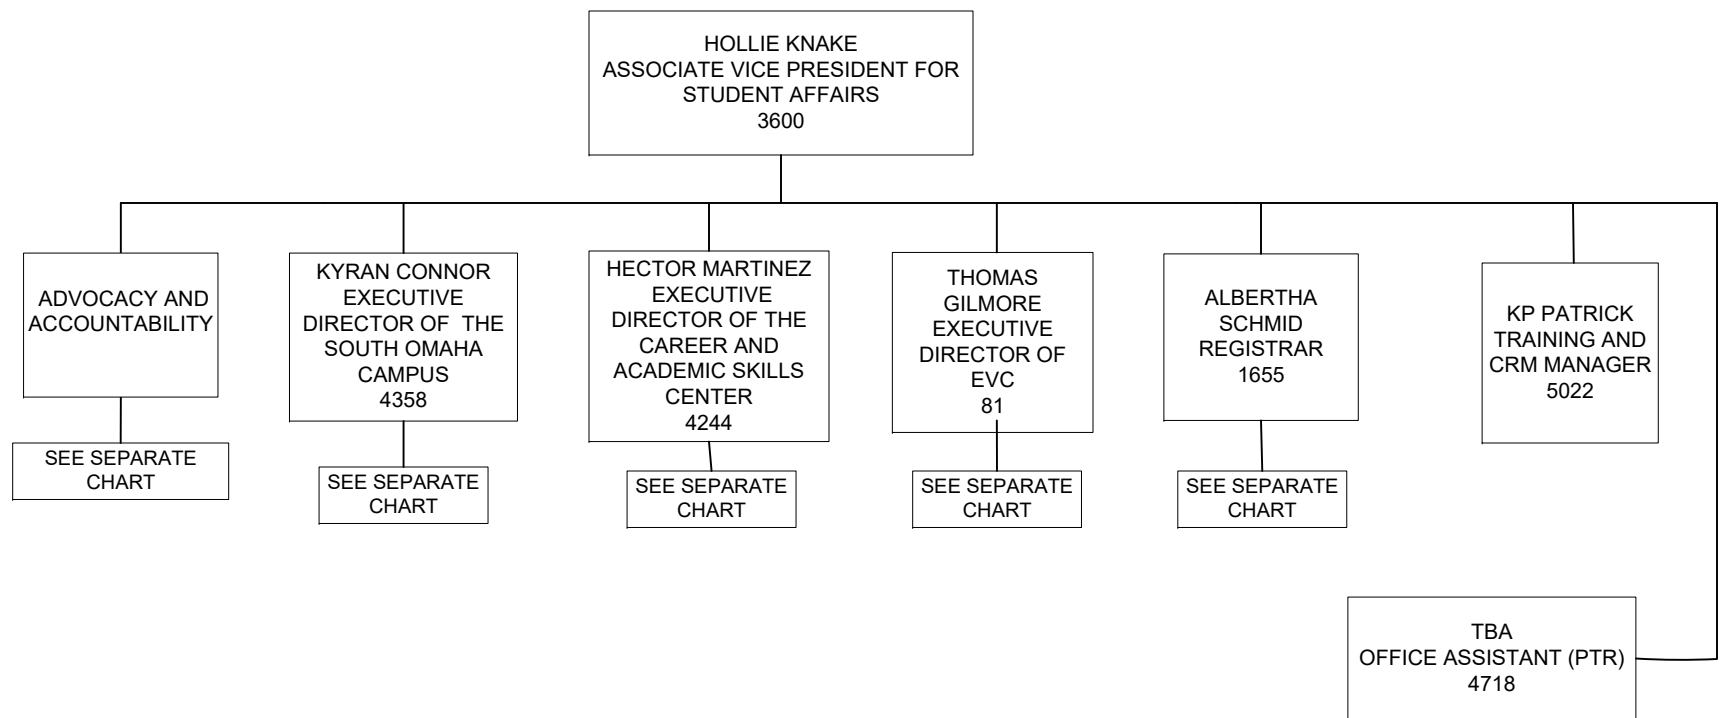 HOLLIE KNAKE
ASSOCIATE VICE PRESIDENT FOR
STUDENT AFFAIRS
3600
ADVOCACY AND
ACCOUNTABILITY
SEE SEPARATE
CHART
KYRAN CONNOR
EXECUTIVE
DIRECTOR OF THE
SOUTH OMAHA
CAMPUS
4358
SEE SEPARATE
CHART
HECTOR MARTINEZ
EXECUTIVE
DIRECTOR OF THE
CAREER AND
ACADEMIC SKILLS
CENTER
4244
SEE SEPARATE
CHART
THOMAS
GILMORE
EXECUTIVE
DIRECTOR OF
EVC
81
SEE SEPARATE
CHART
ALBERTHA
SCHMID
REGISTRAR
1655
SEE SEPARATE
CHART
KP PATRICK
TRAINING AND
CRM MANAGER
5022
TBA
OFFICE ASSISTANT (PTR)
4718